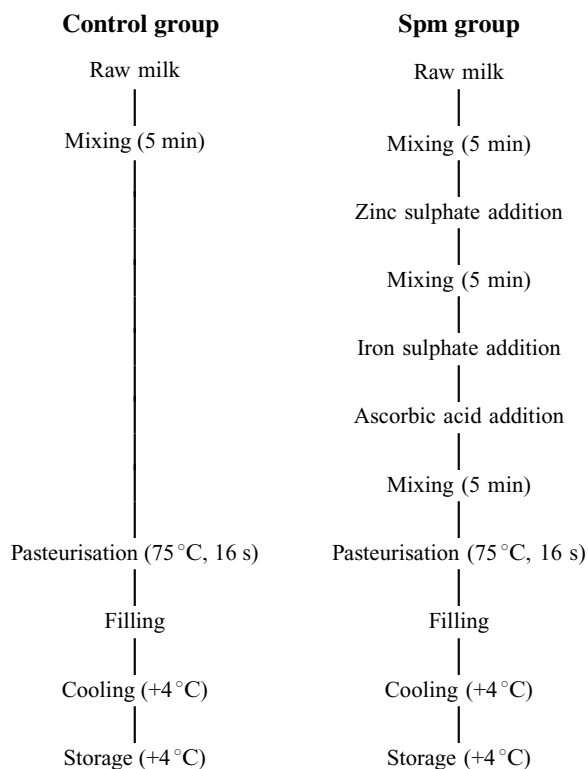 Control group
Raw milk
Mixing (5 min)
Pasteurisation (75 °C, 16 s)
Filling
Cooling (+4 °C)
Storage (+4 °C)
Spm group
Raw milk
Mixing (5 min)
Zinc sulphate addition
Mixing (5 min)
Iron sulphate addition
Ascorbic acid addition
Mixing (5 min)
Pasteurisation (75 °C, 16 s)
Filling
Cooling (+4 °C)
Storage (+4 °C)